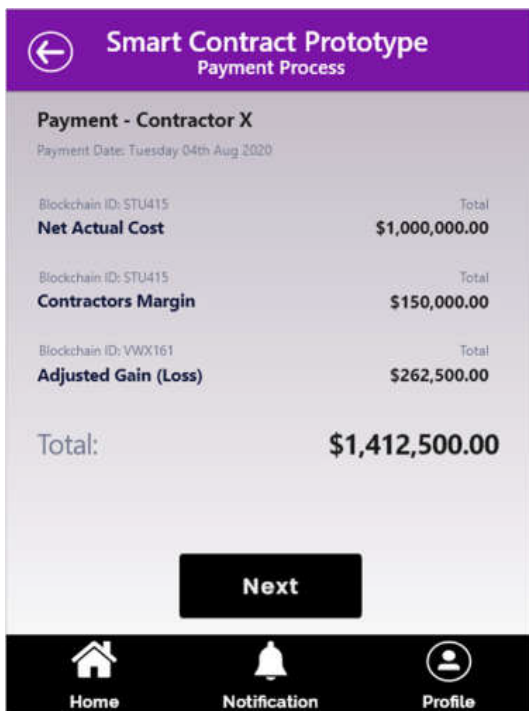 Smart Contract Prototype
Payment Process
Payment - Contractor X
Payment Date: Tuesday 04th Aug 2020
Blockchain ID: STU415 Total
Net Actual Cost $1,000,000.00
Blockchain ID: STU415 Total
Contractors Margin $150,000.00
Blockchain ID: VWX161 Total
Adjusted Gain (Loss) $262,500.00
Total: $1,412,500.00
Next
Home Notification Profile